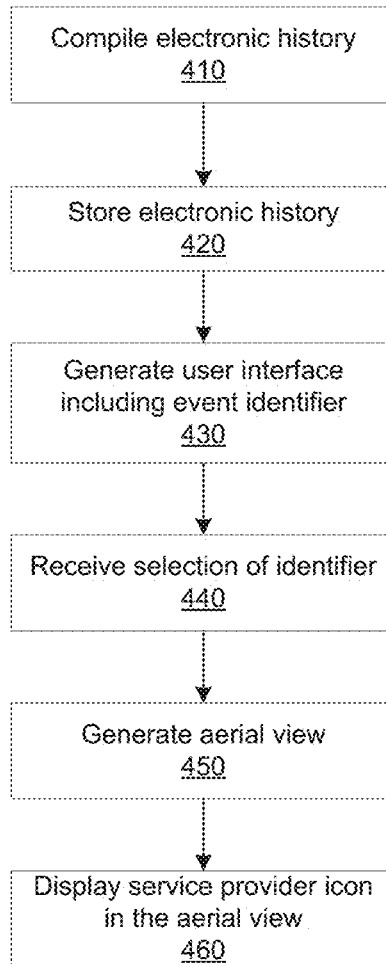 Compile electronic history
410
Store electronic history
420
Generate user interface
including event identifier
430
Receive selection of identifier
440
Generate aerial view
450
Display service provider icon
in the aerial view
460